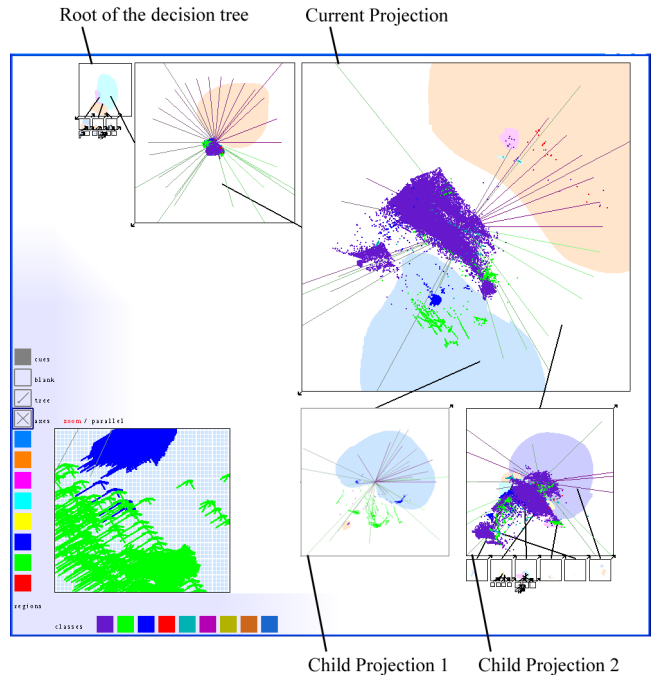 Root of the decision tree
Current Projection
cues
blank
tree
axes
zoom / parallel
regions
classes
Child Projection 1
Child Projection 2